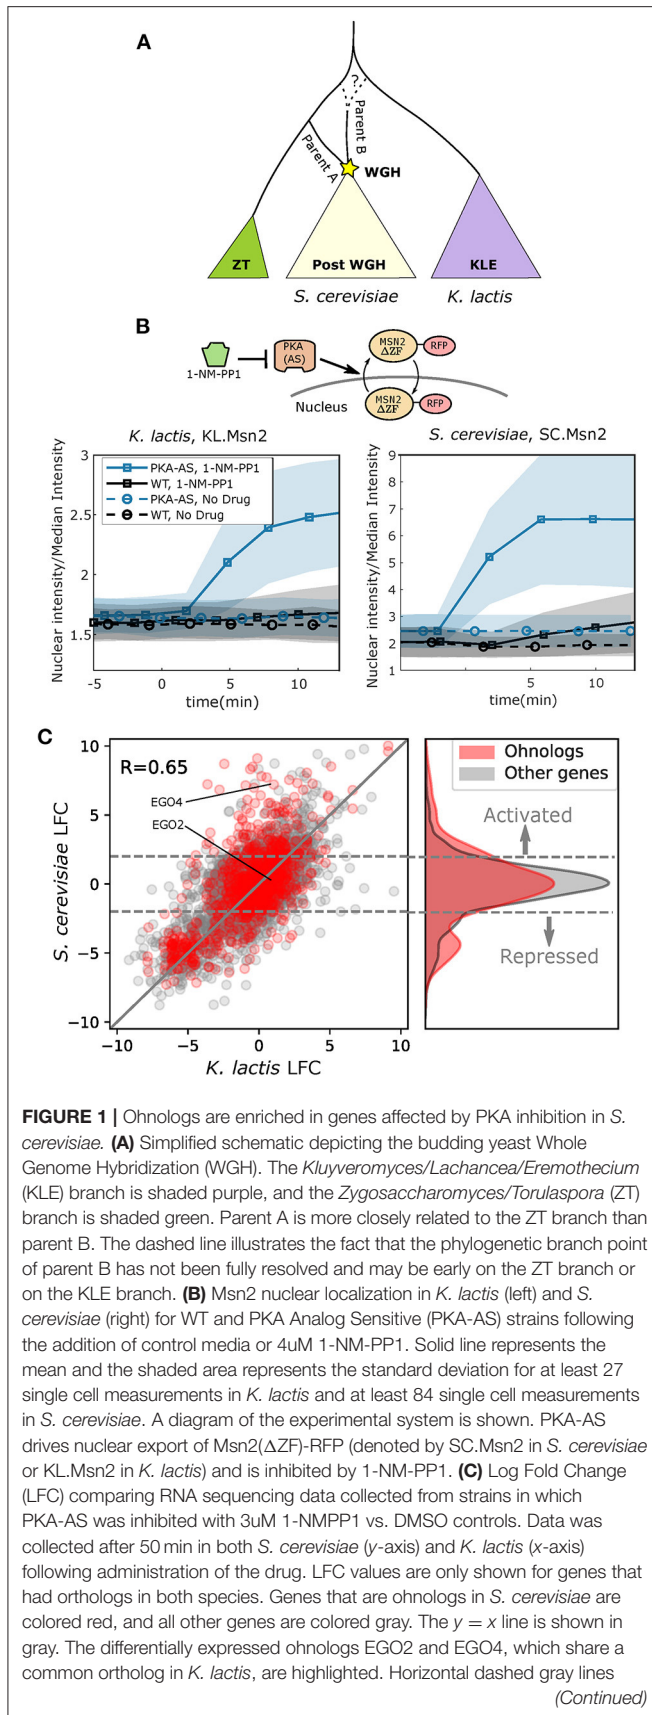 A
?
Parent B
Parent A
WGH
ZT
Post WGH
KLE
S. cerevisiae
K. lactis
B
1-NM-PP1
PKA
(AS)
MSN2
ΔZF
RFP
MSN2
ΔZF
RFP
Nucleus
K. lactis, KL.Msn2
Nuclear intensity/Median Intensity
3
2.5
2
1.5
PKA-AS, 1-NM-PP1
WT, 1-NM-PP1
PKA-AS, No Drug
WT, No Drug
-5
0
5
10
time(min)
S. cerevisiae, SC.Msn2
Nuclear intensity/Median Intensity
9
8
7
6
5
4
3
2
1
0
5
10
time(min)
C
R=0.65
EGO4
EGO2
S. cerevisiae LFC
10
5
0
−5
−10
−10
−5
0
5
10
K. lactis LFC
Ohnologs
Other genes
Activated
Repressed
FIGURE 1 | Ohnologs are enriched in genes affected by PKA inhibition in S.
cerevisiae. (A) Simplified schematic depicting the budding yeast Whole
Genome Hybridization (WGH). The Kluyveromyces/Lachancea/Eremothecium
(KLE) branch is shaded purple, and the Zygosaccharomyces/Torulaspora (ZT)
branch is shaded green. Parent A is more closely related to the ZT branch than
parent B. The dashed line illustrates the fact that the phylogenetic branch point
of parent B has not been fully resolved and may be early on the ZT branch or
on the KLE branch. (B) Msn2 nuclear localization in K. lactis (left) and S.
cerevisiae (right) for WT and PKA Analog Sensitive (PKA-AS) strains following
the addition of control media or 4uM 1-NM-PP1. Solid line represents the
mean and the shaded area represents the standard deviation for at least 27
single cell measurements in K. lactis and at least 84 single cell measurements
in S. cerevisiae. A diagram of the experimental system is shown. PKA-AS
drives nuclear export of Msn2(ΔZF)-RFP (denoted by SC.Msn2 in S. cerevisiae
or KL.Msn2 in K. lactis) and is inhibited by 1-NM-PP1. (C) Log Fold Change
(LFC) comparing RNA sequencing data collected from strains in which
PKA-AS was inhibited with 3uM 1-NMPP1 vs. DMSO controls. Data was
collected after 50 min in both S. cerevisiae (y-axis) and K. lactis (x-axis)
following administration of the drug. LFC values are only shown for genes that
had orthologs in both species. Genes that are ohnologs in S. cerevisiae are
colored red, and all other genes are colored gray. The y = x line is shown in
gray. The differentially expressed ohnologs EGO2 and EGO4, which share a
common ortholog in K. lactis, are highlighted. Horizontal dashed gray lines
(Continued)